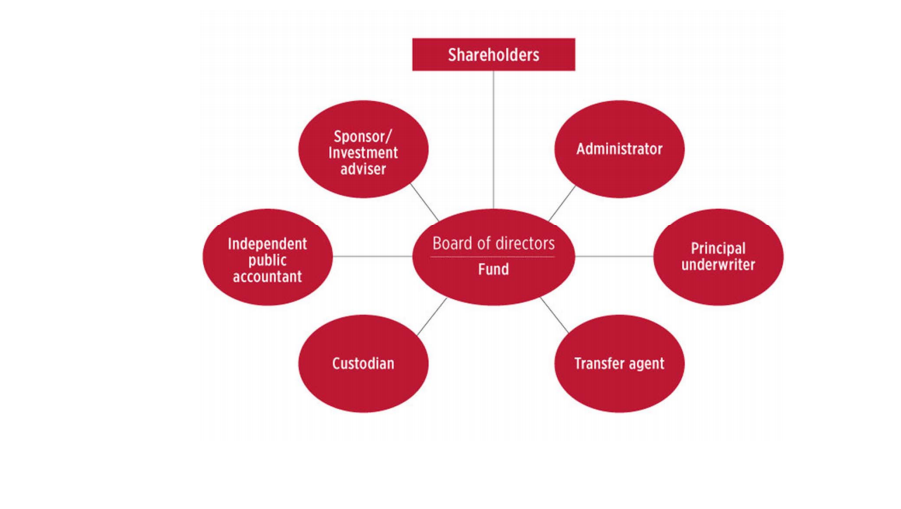 Shareholders
Sponsor/
Investment
adviser
Administrator
Independent
public
accountant
Board of directors
Fund
Principal
underwriter
Custodian
Transfer agent